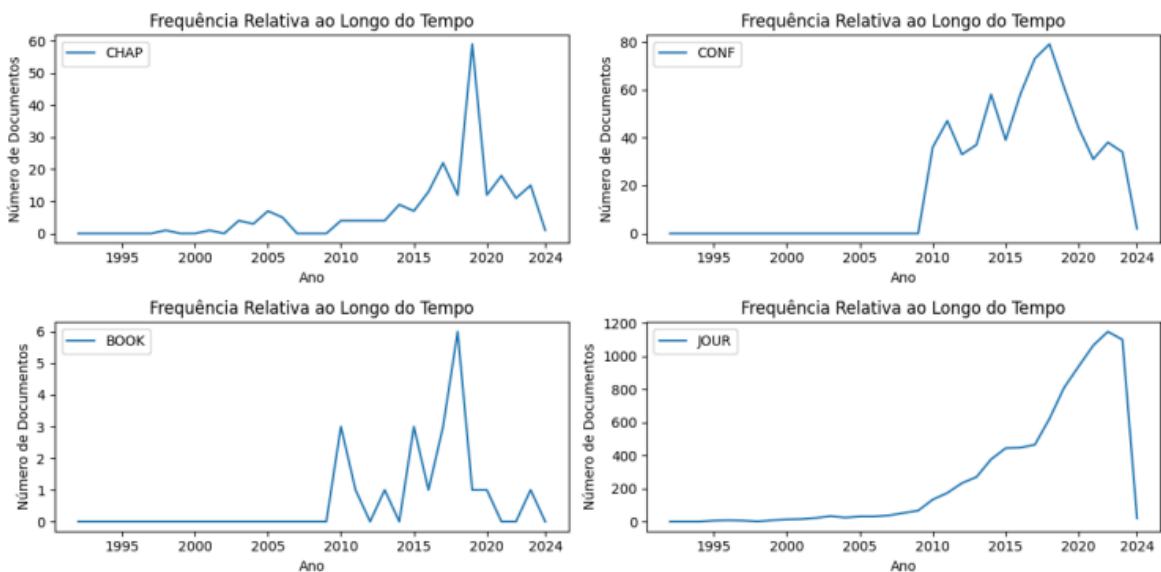 Frequência Relativa ao Longo do Tempo
CHAP
Número de Documentos
60
50
40
30
20
10
0
1995 2000 2005 2010 2015 2020 2024
Ano
Frequência Relativa ao Longo do Tempo
CONF
Número de Documentos
80
60
40
20
0
1995 2000 2005 2010 2015 2020 2024
Ano
Frequência Relativa ao Longo do Tempo
BOOK
Número de Documentos
6
5
4
3
2
1
0
1995 2000 2005 2010 2015 2020 2024
Ano
Frequência Relativa ao Longo do Tempo
JOUR
Número de Documentos
1200
1000
800
600
400
200
0
1995 2000 2005 2010 2015 2020 2024
Ano